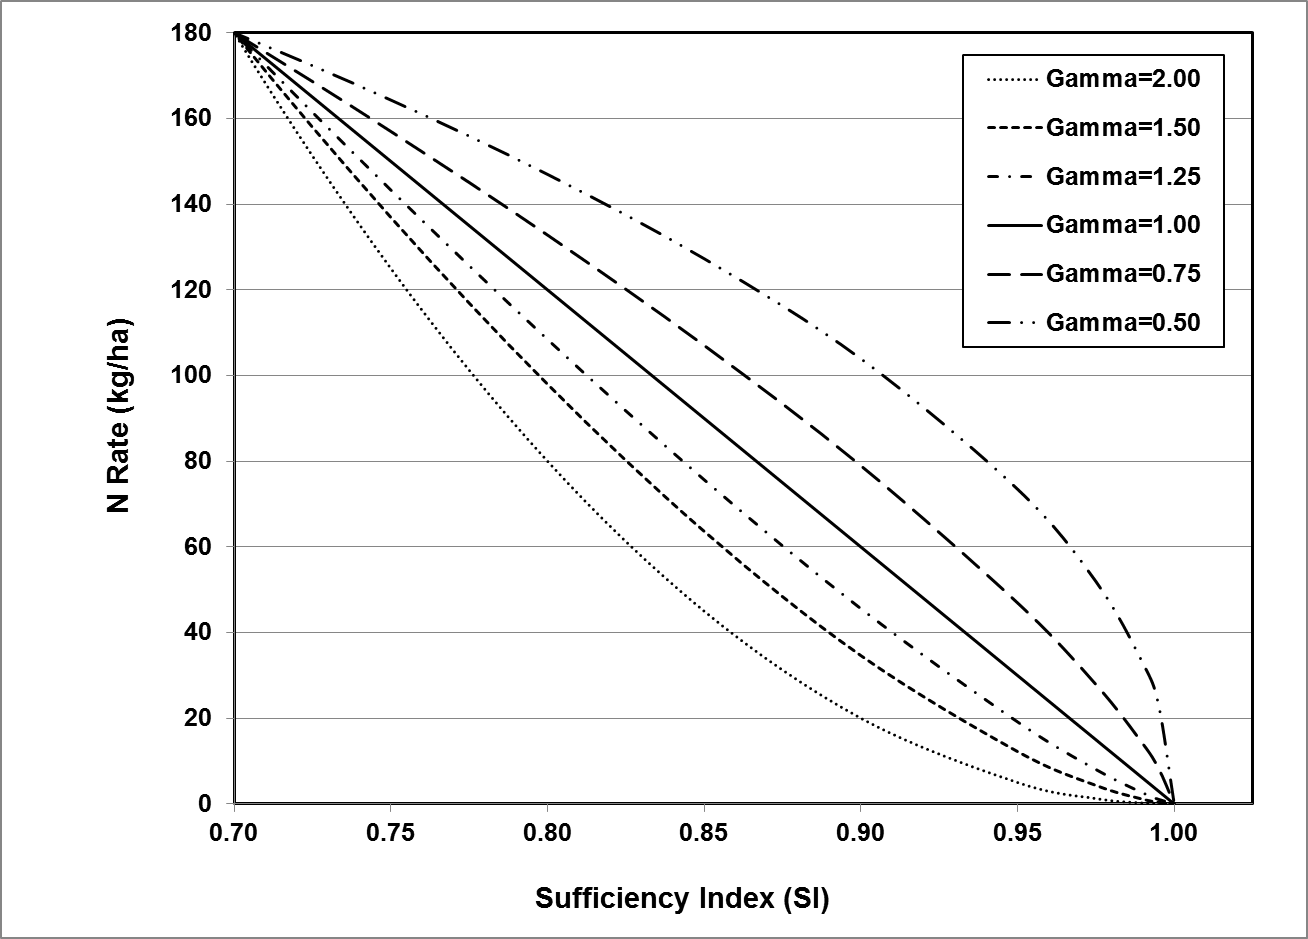 180
160
140
120
100
80
60
40
20
0
N Rate (kg/ha)
Gamma=2.00
Gamma=1.50
Gamma=1.25
Gamma=1.00
Gamma=0.75
Gamma=0.50
0.70 0.75 0.80 0.85 0.90 0.95 1.00
Sufficiency Index (SI)